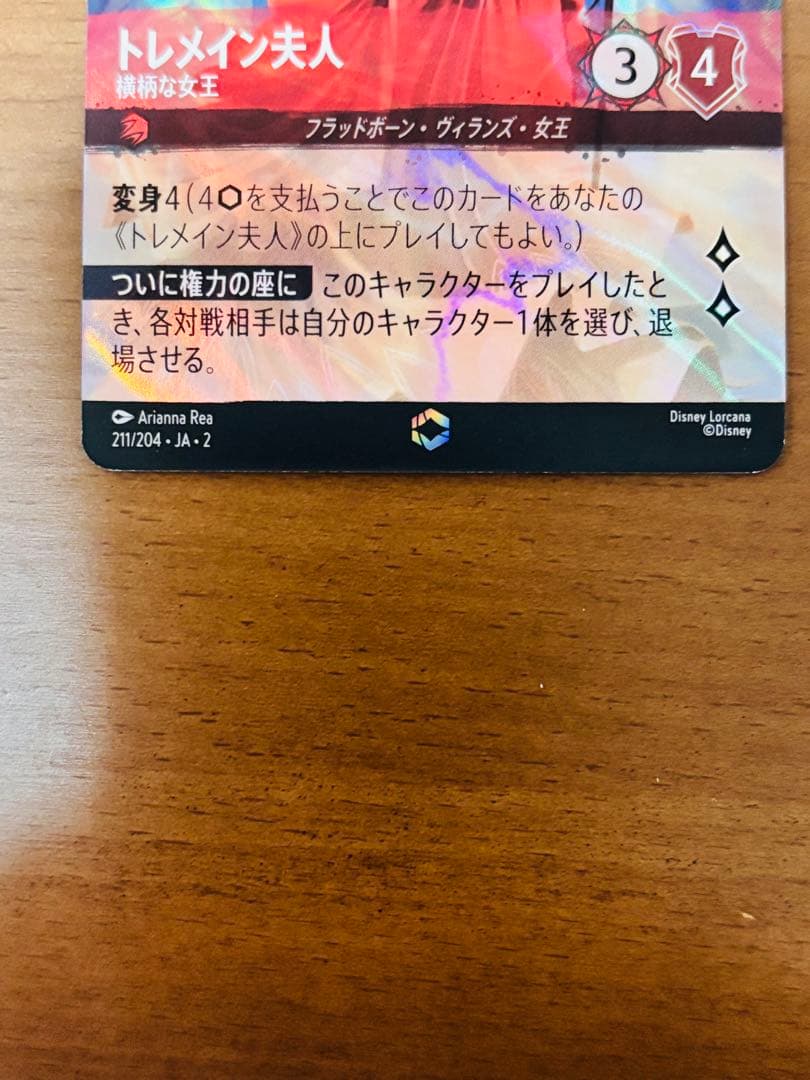 トレメイン夫人
横柄な女王
3 4
フラッドボーン・ヴィランズ・女王
変身4(4⬡を支払うことでこのカードをあなたの
《トレメイン夫人》の上にプレイしてもよい。)
ついに権力の座に このキャラクターをプレイしたと
き、各対戦相手は自分のキャラクター1体を選び、退
場させる。
Arianna Rea
211/204・JA・2
Disney Lorcana
©Disney